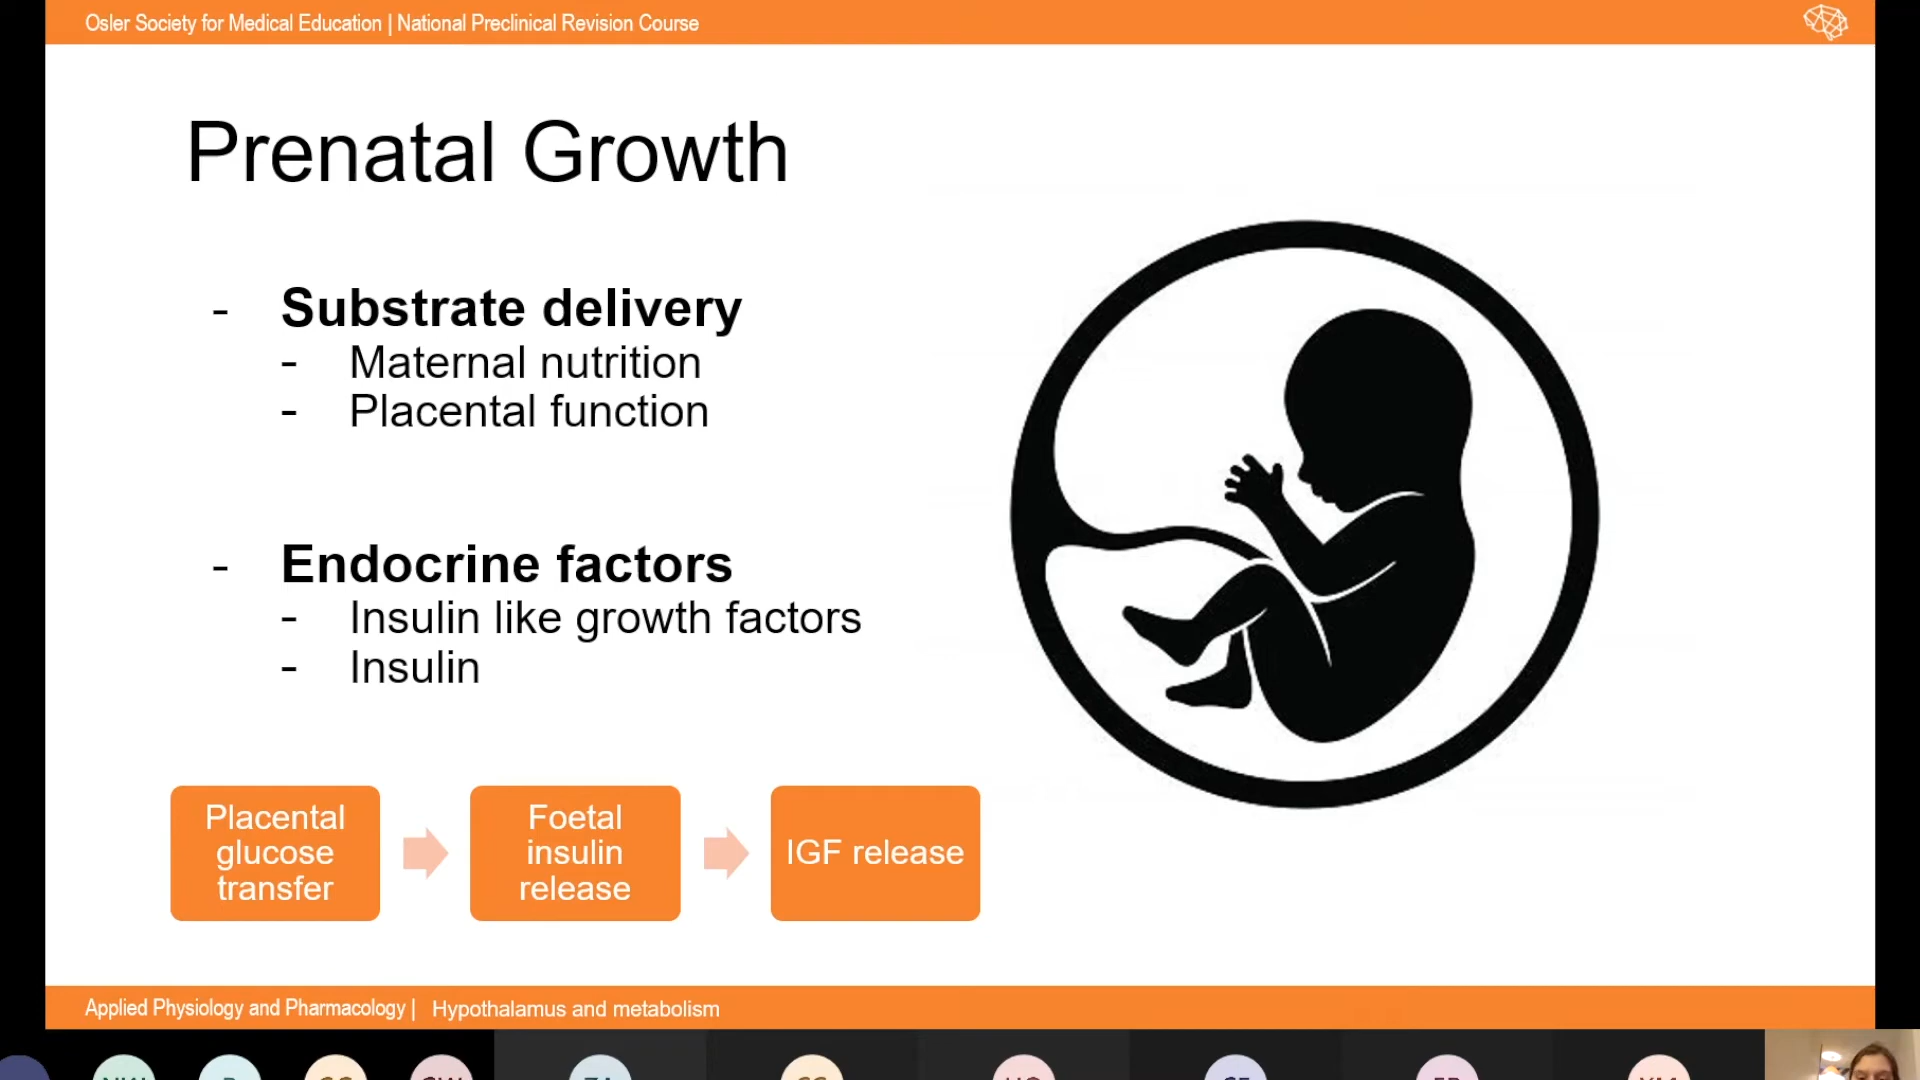 Osler Society for Medical Education | National Preclinical Revision Course
Prenatal Growth
- Substrate delivery
- Maternal nutrition
- Placental function
- Endocrine factors
- Insulin like growth factors
- Insulin
Placental
glucose
transfer
Foetal
insulin
release
IGF release
Applied Physiology and Pharmacology | Hypothalamus and metabolism